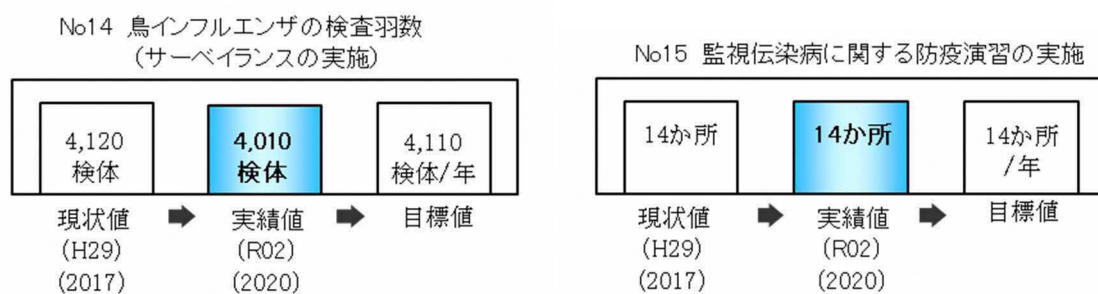 No14 鳥インフルエンザの検査羽数
(サーベイランスの実施)
4,120
検体
4,010
検体
4,110
検体/年
現状値
(H29)
(2017)
実績値
(R02)
(2020)
目標値
No15 監視伝染病に関する防疫演習の実施
14か所
14か所
14か所
/年
現状値
(H29)
(2017)
実績値
(R02)
(2020)
目標値